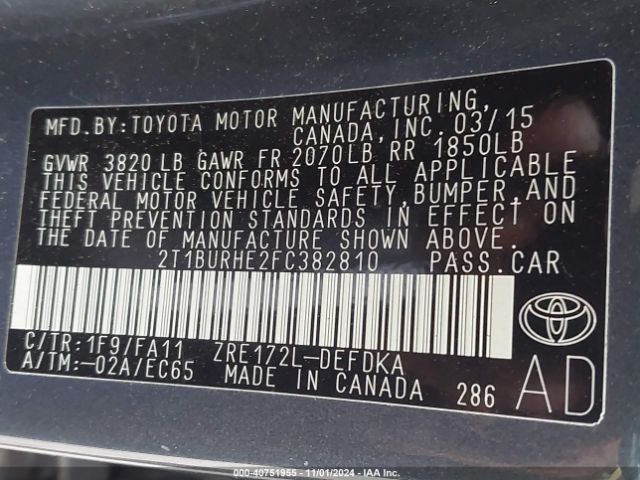 MFD.BY:TOYOTA MOTOR MANUFACTURING,
CANADA, INC. 03/15
GVWR 3820 LB GAWR FR 2070LB RR 1850LB
THIS VEHICLE CONFORMS TO ALL APPLICABLE
FEDERAL MOTOR VEHICLE SAFETY, BUMPER, AND
THEFT PREVENTION STANDARDS IN EFFECT ON
THE DATE OF MANUFACTURE SHOWN ABOVE.
2T1BURHE2FC382810 PASS.CAR
C/TR:1F9/FA11 ZRE172L-DEFDKA
A/TM:-02A/EC65 MADE IN CANADA 286
AD
000-40751955 - 11/01/2024 - IAA Inc.